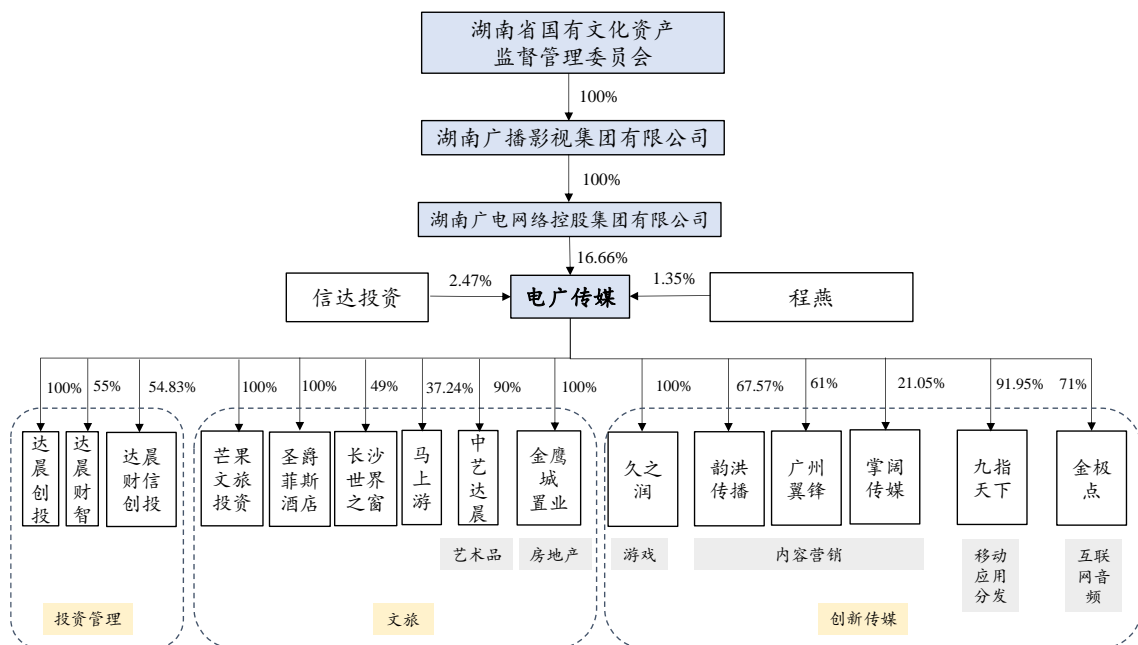 湖南省国有文化资产
监督管理委员会
100%
湖南广播影视集团有限公司
100%
湖南广电网络控股集团有限公司
16.66%
2.47%
1.35%
信达投资
电广传媒
程燕
100%
55%
54.83%
100%
100%
49%
37.24%
90%
100%
100%
67.57%
61%
21.05%
91.95%
71%
达
晨
创
投
达
晨
财
智
达晨
财信
创投
芒果
文旅
投资
圣爵
菲斯
酒店
长沙
世界
之窗
马
上
游
中
艺
达
晨
金鹰
城
置业
久之
润
韵洪
传播
广州
翼锋
掌阔
传媒
九指
天下
金极
点
艺术品
房地产
游戏
内容营销
移动
应用
分发
互联
网音
频
投资管理
文旅
创新传媒